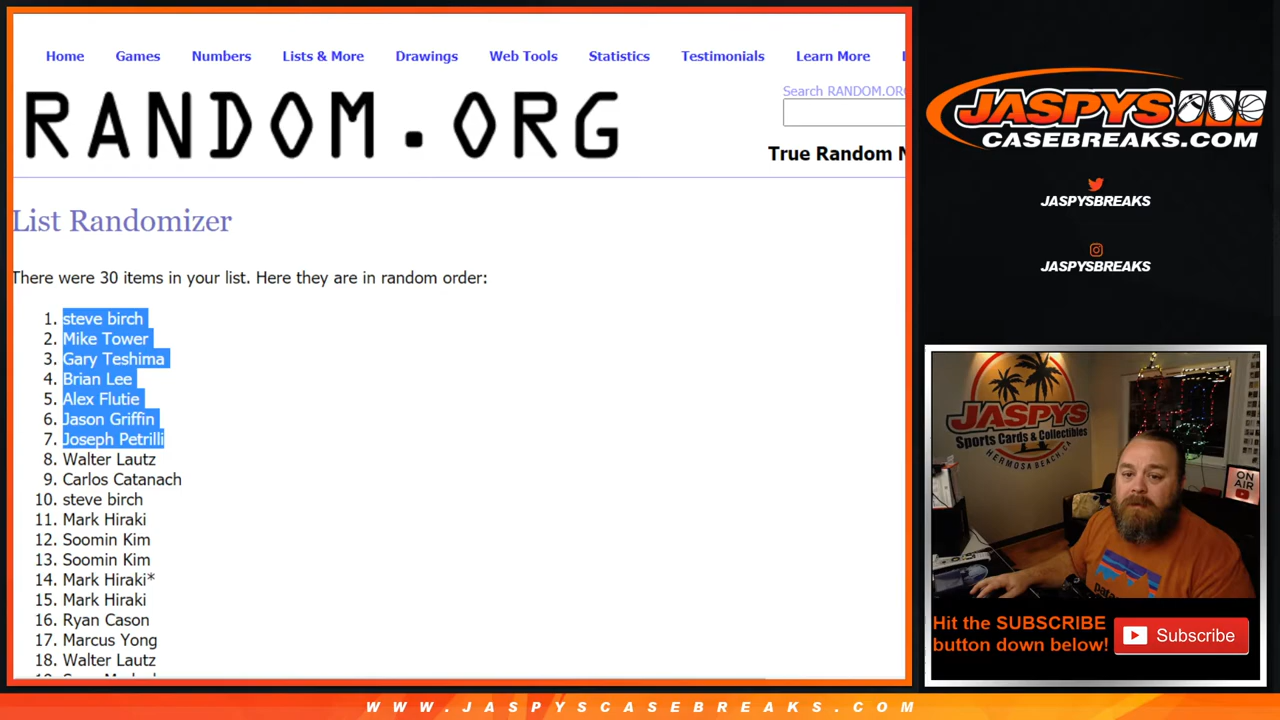 Home Games Numbers Lists & More Drawings Web Tools Statistics Testimonials Learn More
RANDOM.ORG
Search RANDOM.ORG
True Random
List Randomizer
There were 30 items in your list. Here they are in random order:
1. steve birch
2. Mike Tower
3. Gary Teshima
4. Brian Lee
5. Alex Flutie
6. Jason Griffin
7. Joseph Petrilli
8. Walter Lautz
9. Carlos Catanach
10. steve birch
11. Mark Hiraki
12. Soomin Kim
13. Soomin Kim
14. Mark Hiraki*
15. Mark Hiraki
16. Ryan Cason
17. Marcus Yong
18. Walter Lautz
JASPYS
CASEBREAKS.COM
JASPYSBREAKS
JASPYSBREAKS
JASPYS
Sports Cards & Collectibles
HERMOSA BEACH, CA
ON AIR
Hit the SUBSCRIBE
button down below!
Subscribe
WWW.JASPYSCASEBREAKS.COM